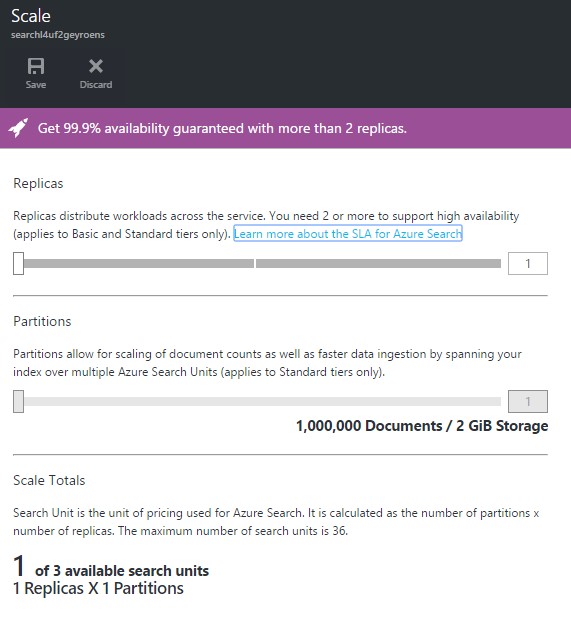 Scale
searchl4uf2geyroens
Save
Discard
Get 99.9% availability guaranteed with more than 2 replicas.
Replicas
Replicas distribute workloads across the service. You need 2 or more to support high availability
(applies to Basic and Standard tiers only). Learn more about the SLA for Azure Search
1
Partitions
Partitions allow for scaling of document counts as well as faster data ingestion by spanning your
index over multiple Azure Search Units (applies to Standard tiers only).
1
1,000,000 Documents / 2 GiB Storage
Scale Totals
Search Unit is the unit of pricing used for Azure Search. It is calculated as the number of partitions x
number of replicas. The maximum number of search units is 36.
1 of 3 available search units
1 Replicas X 1 Partitions